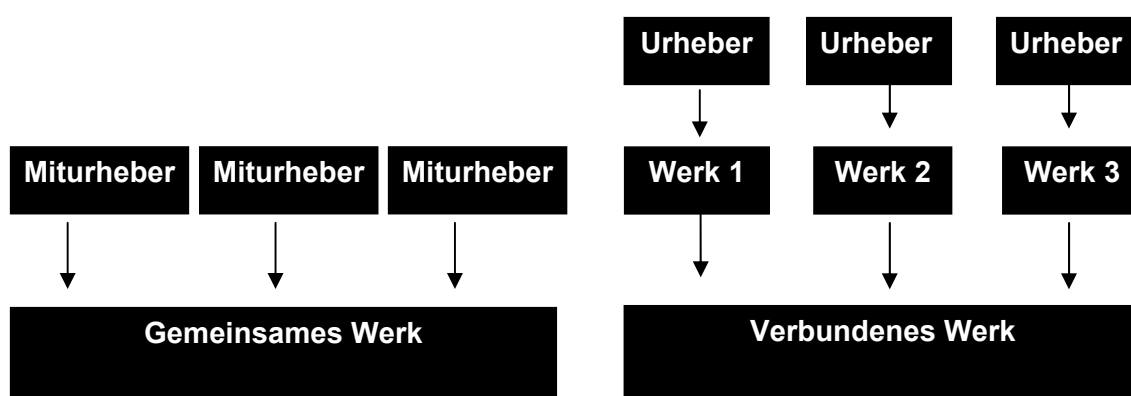 Urheber Urheber Urheber
Miturheber Miturheber Miturheber
Werk 1 Werk 2 Werk 3
Gemeinsames Werk
Verbundenes Werk